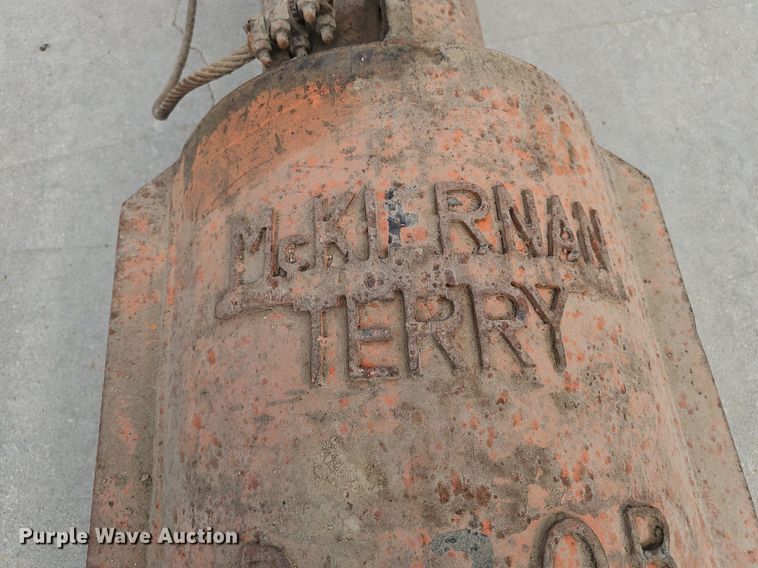 McKIERNAN
TERRY
Purple Wave Auction